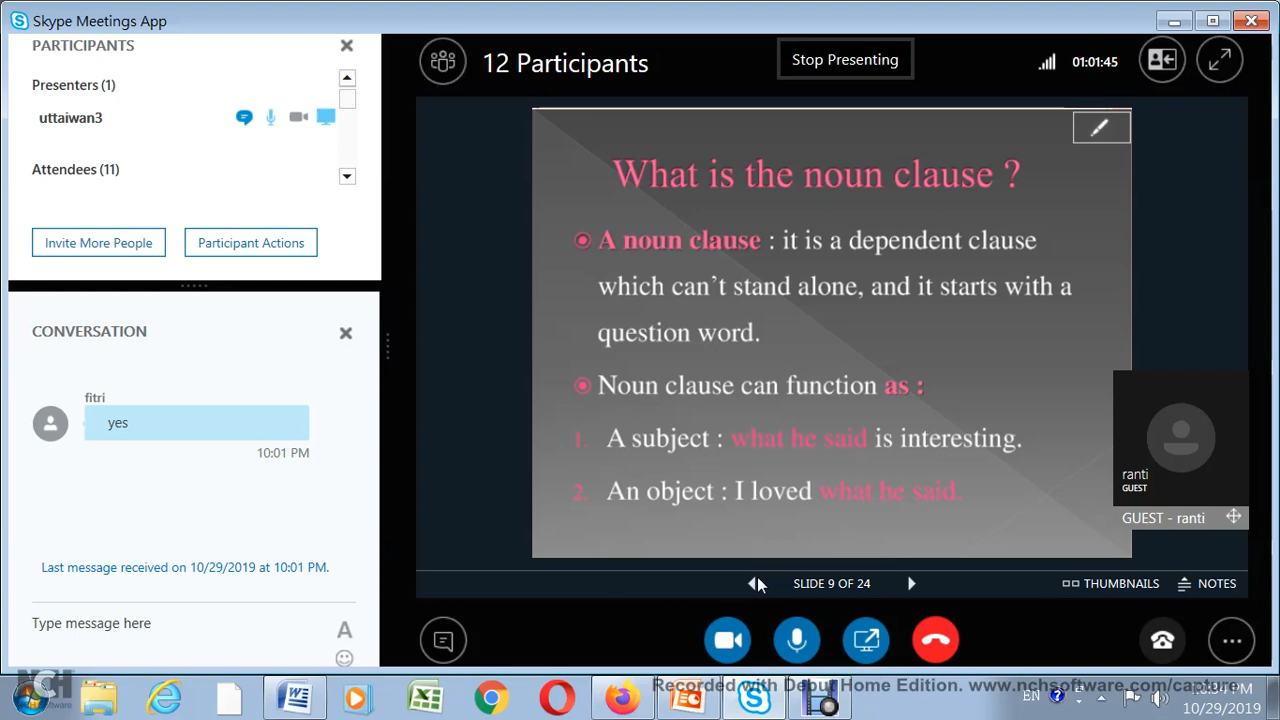 Skype Meetings App
PARTICIPANTS
Presenters (1)
uttaiwan3
Attendees (11)
Invite More People
Participant Actions
CONVERSATION
fitri
yes
10:01 PM
Last message received on 10/29/2019 at 10:01 PM.
Type message here
A
12 Participants
Stop Presenting
01:01:45
What is the noun clause ?
A noun clause : it is a dependent clause
which can't stand alone, and it starts with a
question word.
Noun clause can function as :
1. A subject : what he said is interesting.
2. An object : I loved what he said.
ranti
GUEST
GUEST - ranti
SLIDE 9 OF 24
THUMBNAILS
NOTES
NCH
Software
Recorded with Debut Home Edition. www.nchsoftware.com/capture
EN
10/29/2019